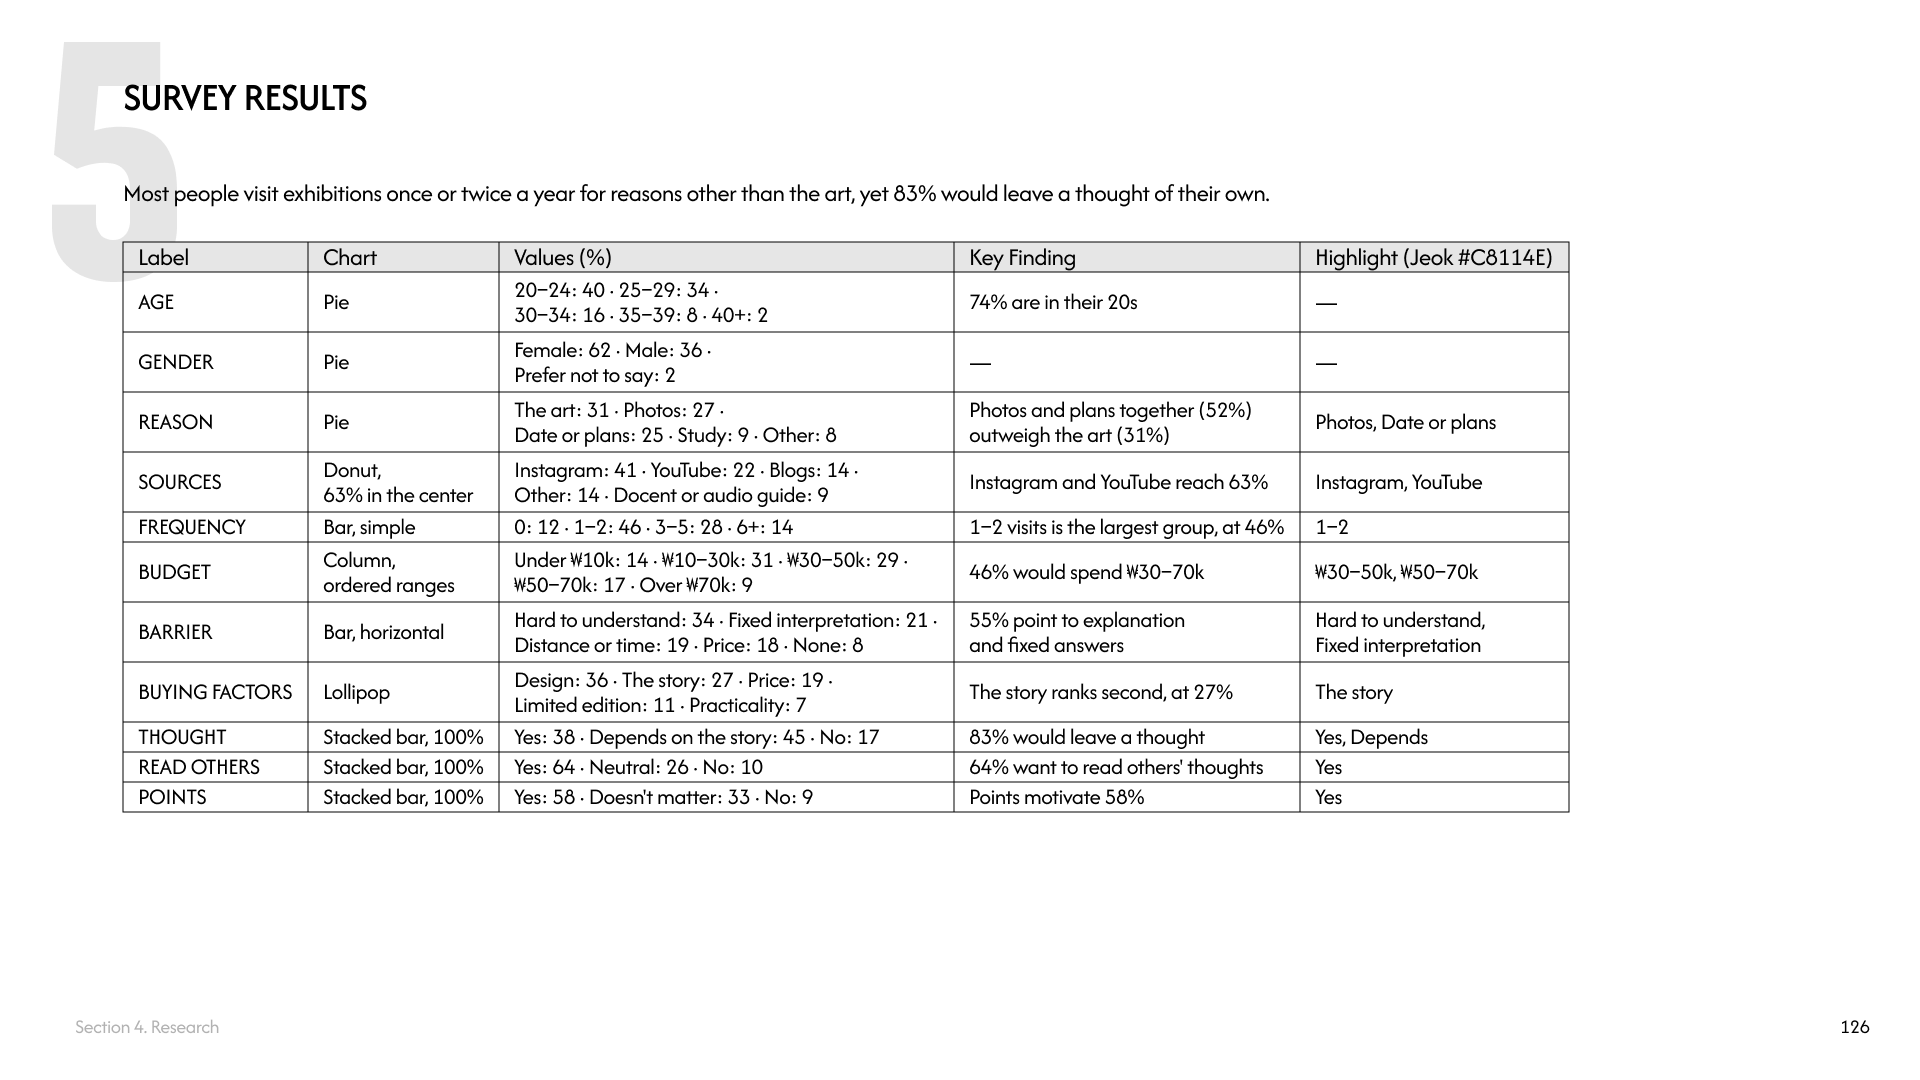 5
SURVEY RESULTS
Most people visit exhibitions once or twice a year for reasons other than the art, yet 83% would leave a thought of their own.
Label Chart Values (%) Key Finding Highlight (Jeok #C8114E)
AGE Pie 20–24: 40 · 25–29: 34 ·
30–34: 16 · 35–39: 8 · 40+: 2 74% are in their 20s —
GENDER Pie Female: 62 · Male: 36 ·
Prefer not to say: 2 — —
REASON Pie The art: 31 · Photos: 27 ·
Date or plans: 25 · Study: 9 · Other: 8 Photos and plans together (52%)
outweigh the art (31%) Photos, Date or plans
SOURCES Donut,
63% in the center Instagram: 41 · YouTube: 22 · Blogs: 14 ·
Other: 14 · Docent or audio guide: 9 Instagram and YouTube reach 63% Instagram, YouTube
FREQUENCY Bar, simple 0: 12 · 1–2: 46 · 3–5: 28 · 6+: 14 1–2 visits is the largest group, at 46% 1–2
BUDGET Column,
ordered ranges Under ₩10k: 14 · ₩10–30k: 31 · ₩30–50k: 29 ·
₩50–70k: 17 · Over ₩70k: 9 46% would spend ₩30–70k ₩30–50k, ₩50–70k
BARRIER Bar, horizontal Hard to understand: 34 · Fixed interpretation: 21 ·
Distance or time: 19 · Price: 18 · None: 8 55% point to explanation
and fixed answers Hard to understand,
Fixed interpretation
BUYING FACTORS Lollipop Design: 36 · The story: 27 · Price: 19 ·
Limited edition: 11 · Practicality: 7 The story ranks second, at 27% The story
THOUGHT Stacked bar, 100% Yes: 38 · Depends on the story: 45 · No: 17 83% would leave a thought Yes, Depends
READ OTHERS Stacked bar, 100% Yes: 64 · Neutral: 26 · No: 10 64% want to read others' thoughts Yes
POINTS Stacked bar, 100% Yes: 58 · Doesn't matter: 33 · No: 9 Points motivate 58% Yes
Section 4. Research
126